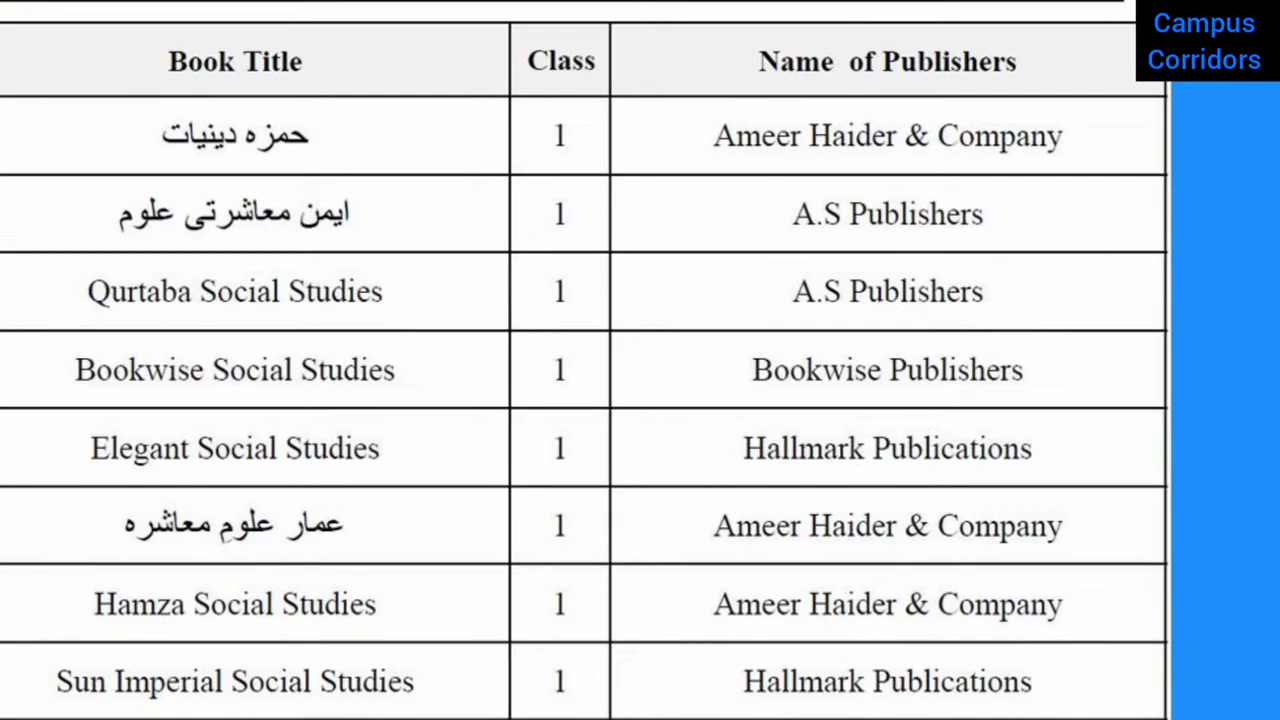 Campus
Corridors
Book Title Class Name of Publishers
حمزہ دینیات 1 Ameer Haider & Company
ایمن معاشرتی علوم 1 A.S Publishers
Qurtaba Social Studies 1 A.S Publishers
Bookwise Social Studies 1 Bookwise Publishers
Elegant Social Studies 1 Hallmark Publications
عمار علومِ معاشرہ 1 Ameer Haider & Company
Hamza Social Studies 1 Ameer Haider & Company
Sun Imperial Social Studies 1 Hallmark Publications